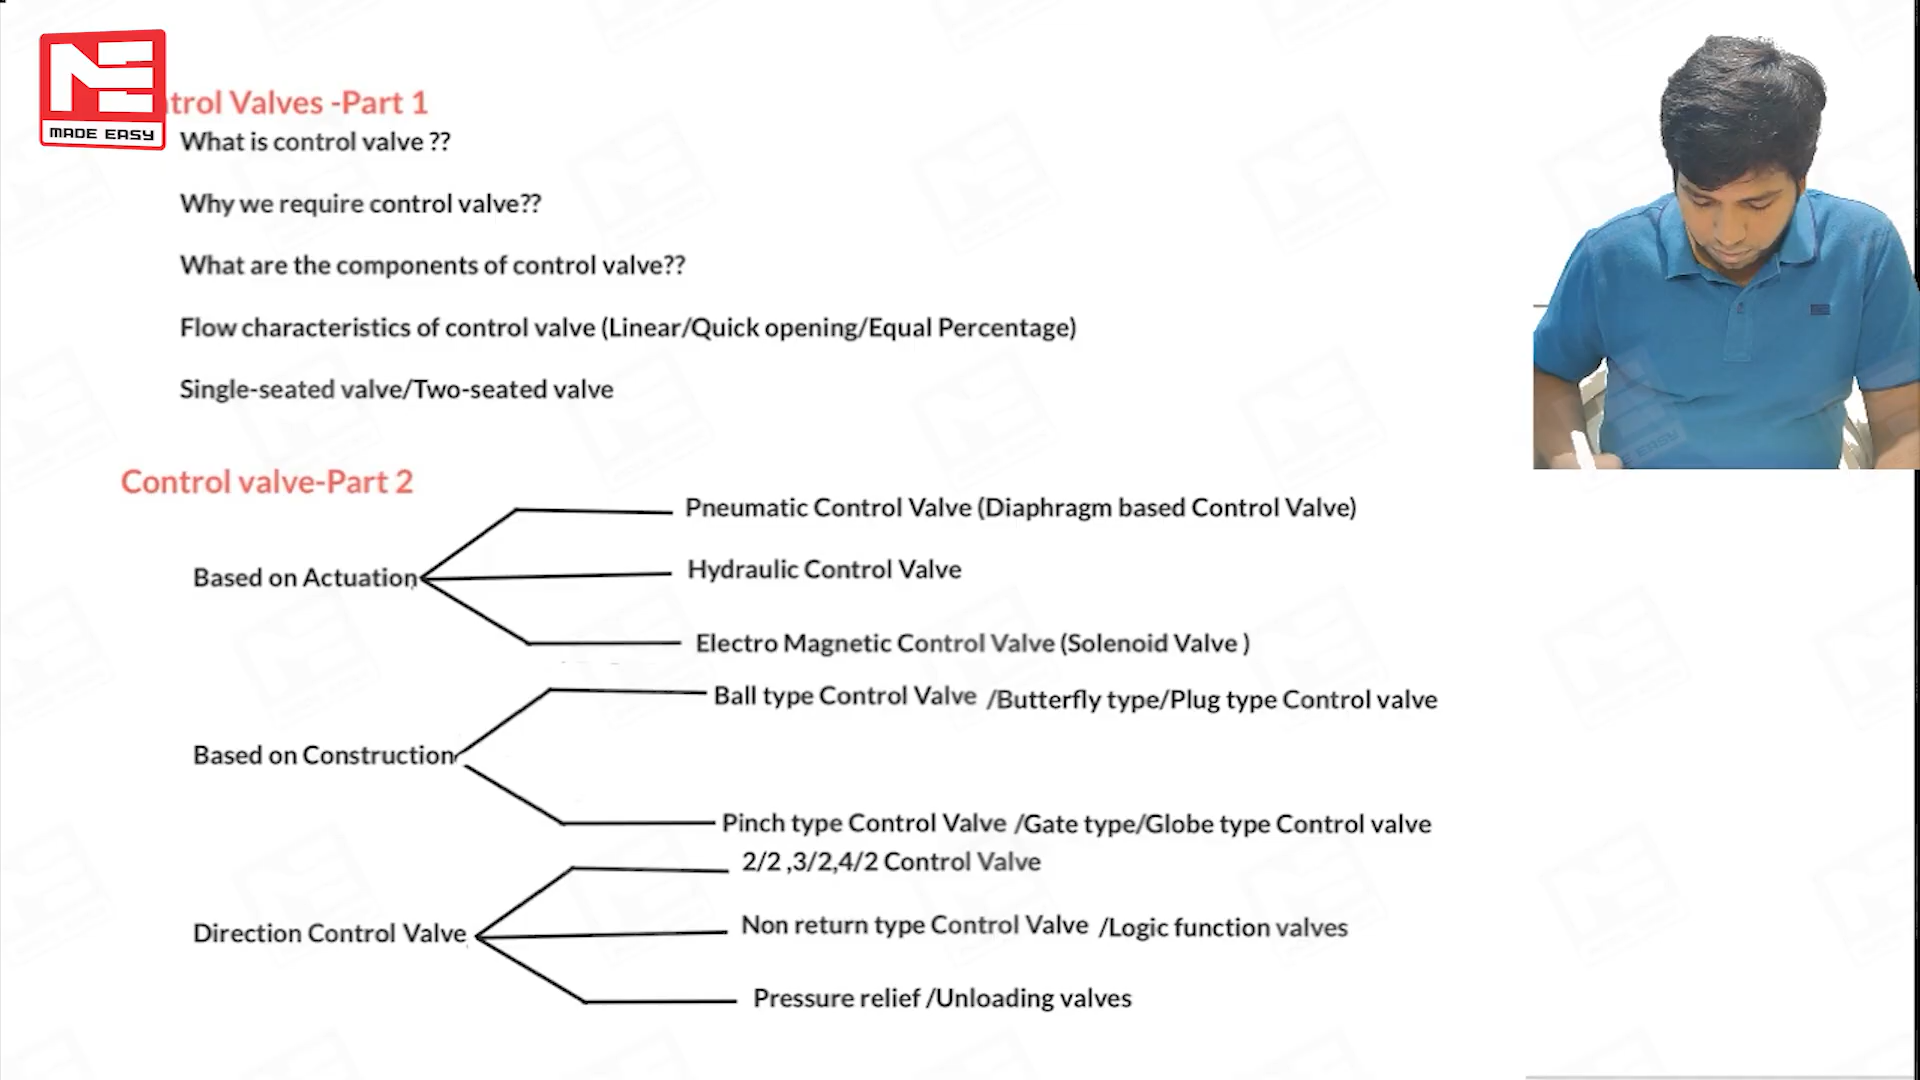 MADE EASY
trol Valves -Part 1
What is control valve ??
Why we require control valve??
What are the components of control valve??
Flow characteristics of control valve (Linear/Quick opening/Equal Percentage)
Single-seated valve/Two-seated valve
Control valve-Part 2
Based on Actuation
Pneumatic Control Valve (Diaphragm based Control Valve)
Hydraulic Control Valve
Electro Magnetic Control Valve (Solenoid Valve )
Based on Construction
Ball type Control Valve /Butterfly type/Plug type Control valve
Pinch type Control Valve /Gate type/Globe type Control valve
Direction Control Valve
2/2 ,3/2,4/2 Control Valve
Non return type Control Valve /Logic function valves
Pressure relief /Unloading valves